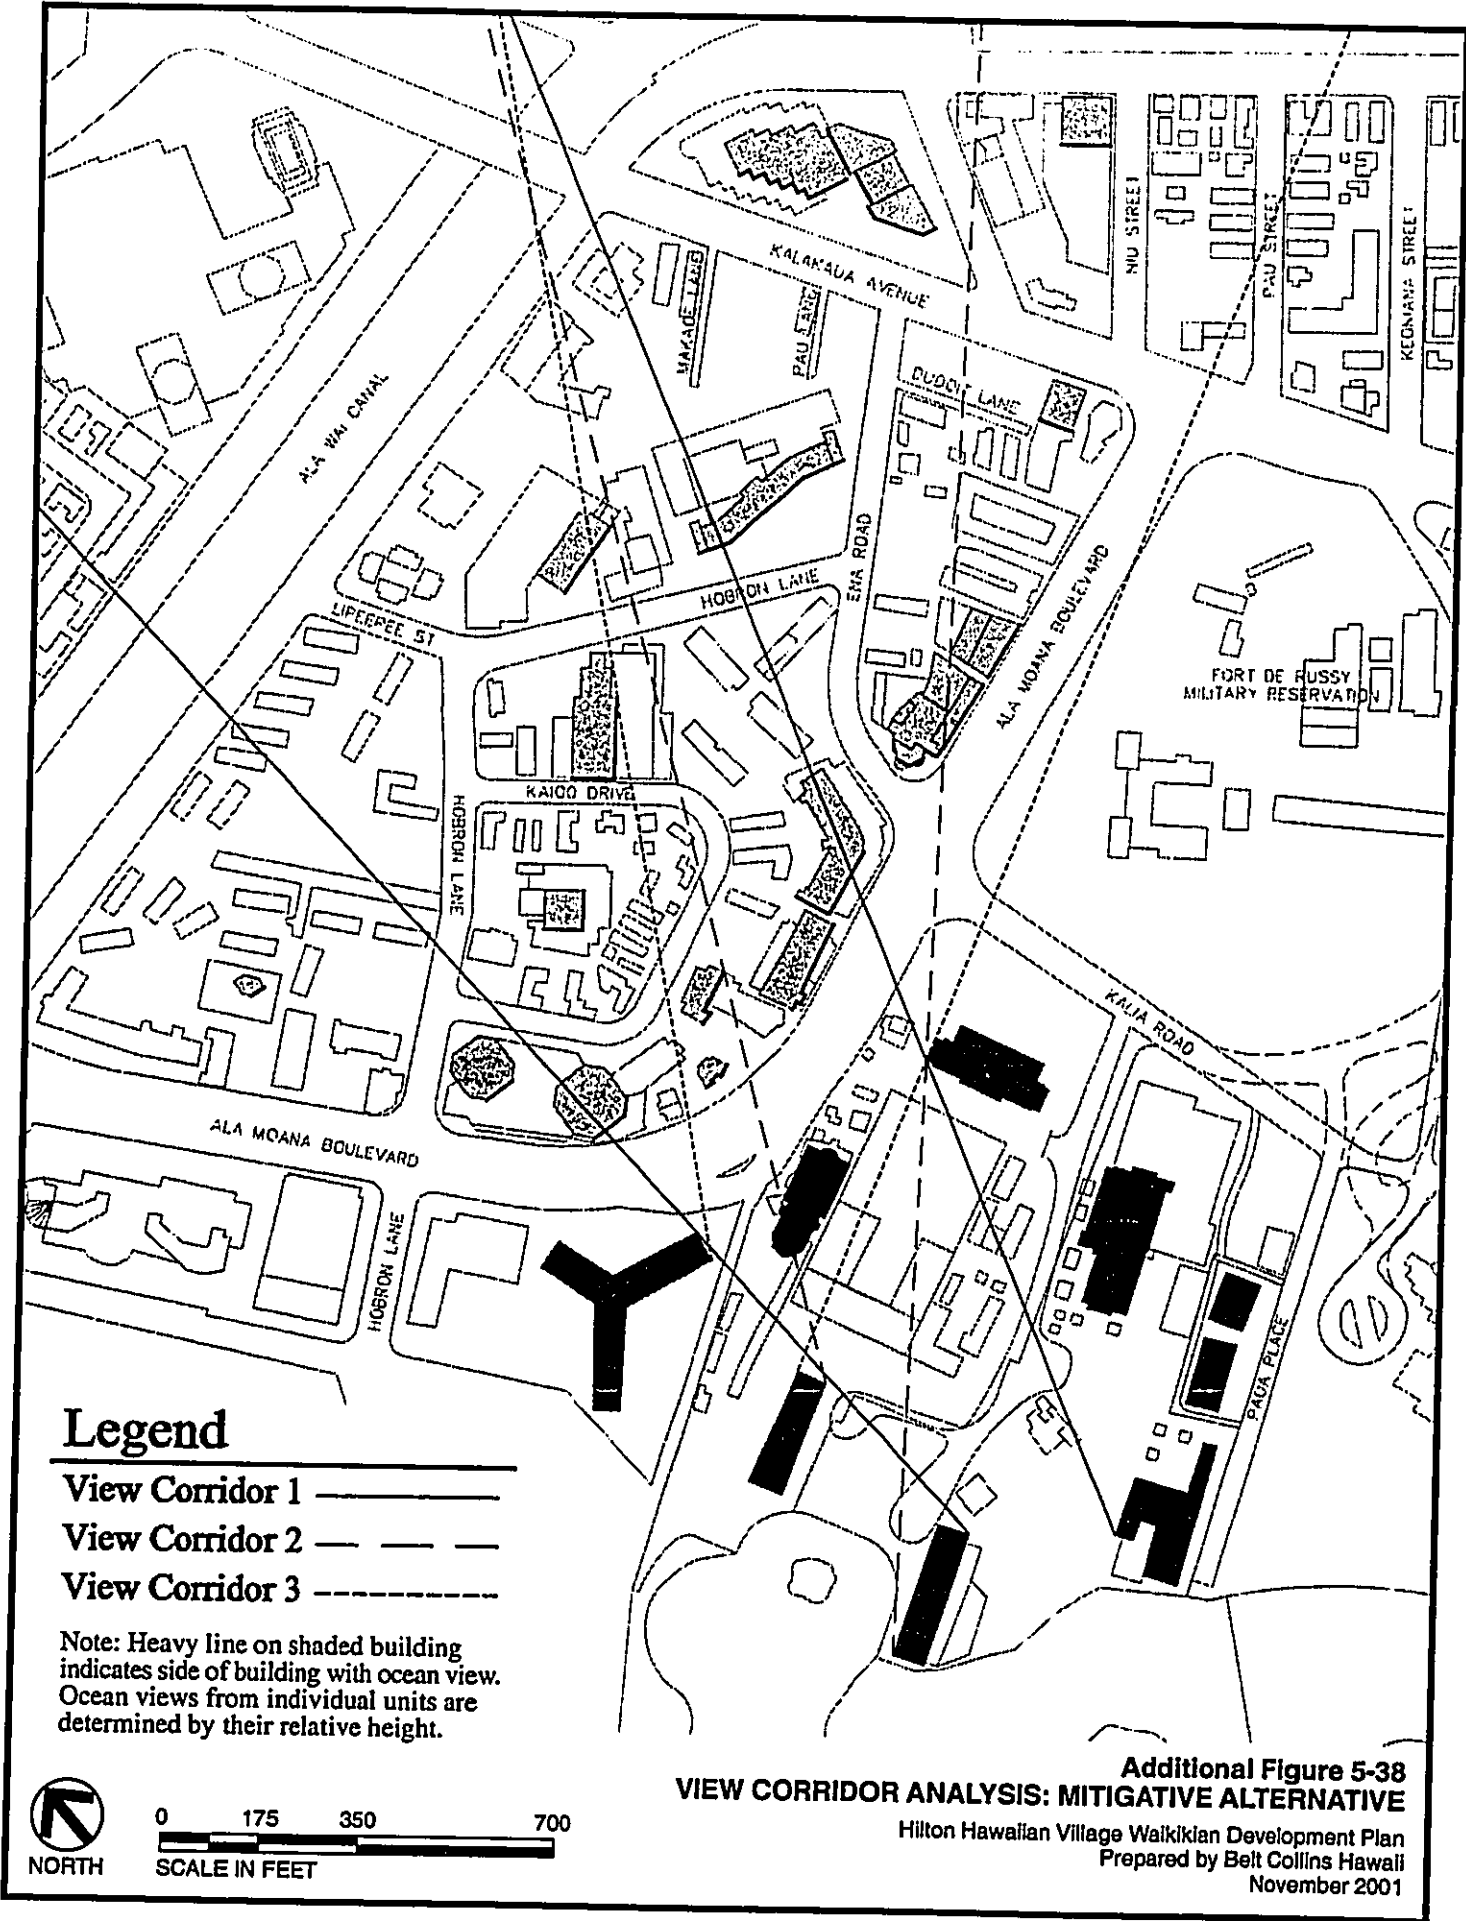 KALAKAUA AVENUE
NIU STREET
PAU STREET
KEONIANA STREET
MAKAOE LANE
PAU LANE
DUDOIT LANE
ALA WAI CANAL
ENA ROAD
HOBRON LANE
LIPEEPEE ST
ALA MOANA BOULEVARD
FORT DE RUSSY
MILITARY RESERVATION
KAIOO DRIVE
HOBRON LANE
KALIA ROAD
ALA MOANA BOULEVARD
HOBRON LANE
PAOA PLACE
Legend
View Corridor 1
View Corridor 2
View Corridor 3
Note: Heavy line on shaded building
indicates side of building with ocean view.
Ocean views from individual units are
determined by their relative height.
NORTH
0 175 350 700
SCALE IN FEET
Additional Figure 5-38
VIEW CORRIDOR ANALYSIS: MITIGATIVE ALTERNATIVE
Hilton Hawaiian Village Waikikian Development Plan
Prepared by Belt Collins Hawaii
November 2001